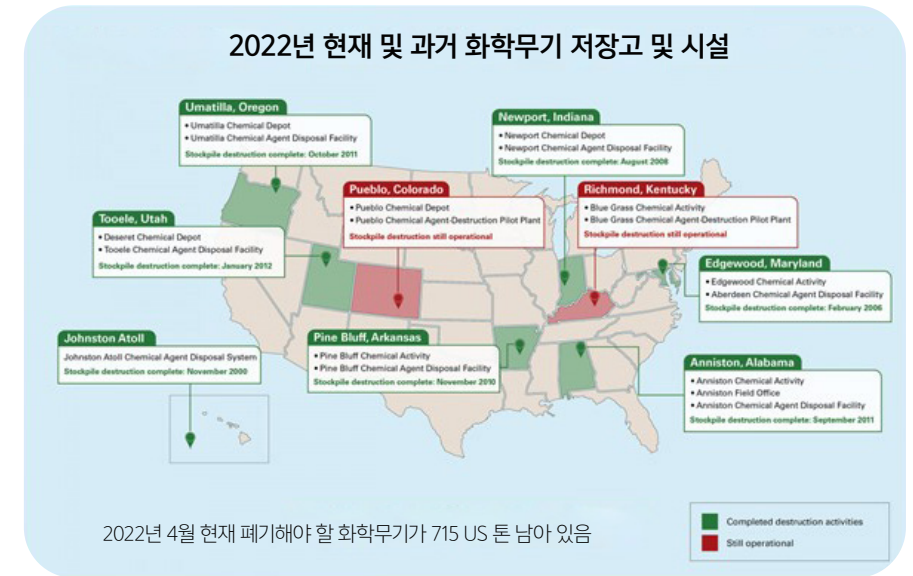 2022년 현재 및 과거 화학무기 저장고 및 시설
Umatilla, Oregon
• Umatilla Chemical Depot
• Umatilla Chemical Agent Disposal Facility
Stockpile destruction complete: October 2011
Newport, Indiana
• Newport Chemical Depot
• Newport Chemical Agent Disposal Facility
Stockpile destruction complete: August 2008
Pueblo, Colorado
• Pueblo Chemical Depot
• Pueblo Chemical Agent-Destruction Pilot Plant
Stockpile destruction still operational
Richmond, Kentucky
• Blue Grass Chemical Activity
• Blue Grass Chemical Agent-Destruction Pilot Plant
Stockpile destruction still operational
Tooele, Utah
• Deseret Chemical Depot
• Tooele Chemical Agent Disposal Facility
Stockpile destruction complete: January 2012
Edgewood, Maryland
• Edgewood Chemical Activity
• Aberdeen Chemical Agent Disposal Facility
Stockpile destruction complete: February 2006
Johnston Atoll
Johnston Atoll Chemical Agent Disposal System
Stockpile destruction complete: November 2000
Pine Bluff, Arkansas
• Pine Bluff Chemical Activity
• Pine Bluff Chemical Agent Disposal Facility
Stockpile destruction complete: November 2010
Anniston, Alabama
• Anniston Chemical Activity
• Anniston Field Office
• Anniston Chemical Agent Disposal Facility
Stockpile destruction complete: September 2011
2022년 4월 현재 폐기해야 할 화학무기가 715 US 톤 남아 있음
Completed destruction activities
Still operational